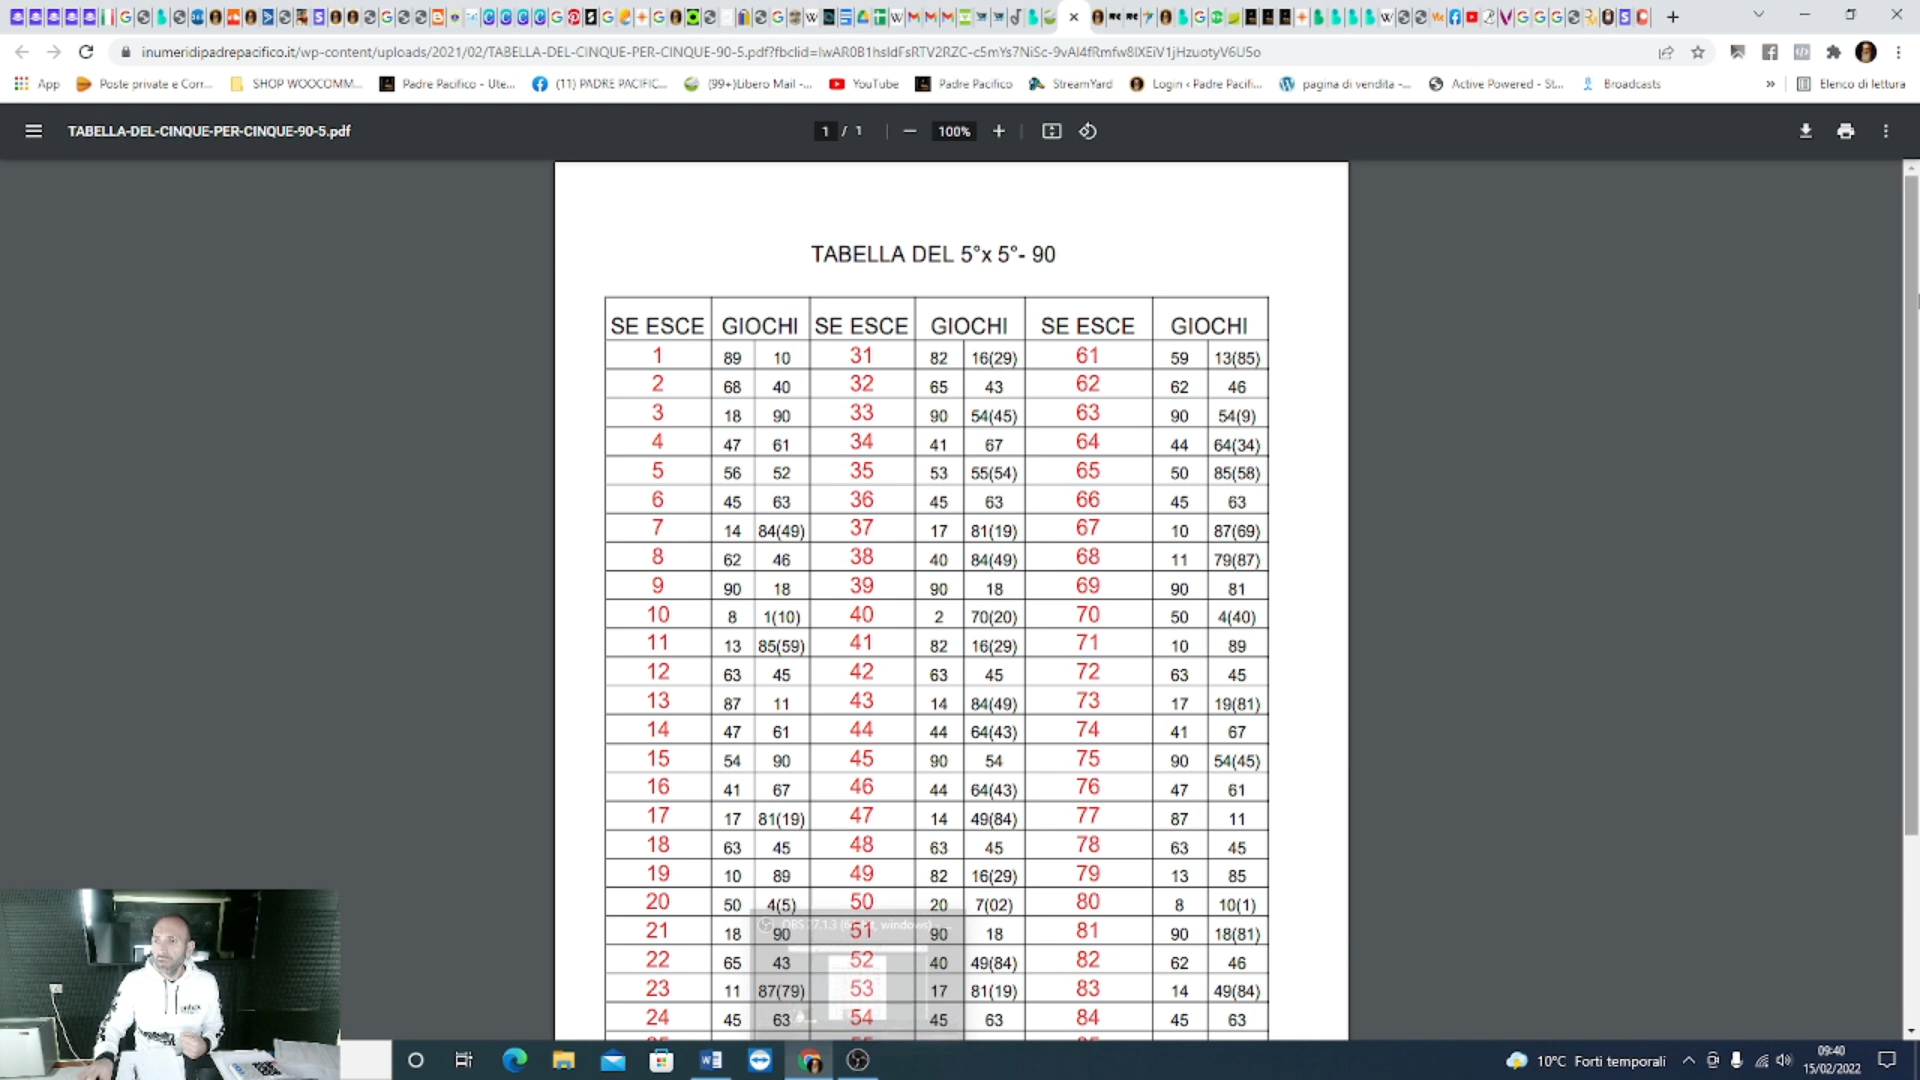 inumeridipadrepacifico.it/wp-content/uploads/2021/02/TABELLA-DEL-CINQUE-PER-CINQUE-90-5.pdf?fbclid=IwAR0B1hsldFsRTV2RZC-c5mYs7NiSc-9vAl4fRmfw8lXEiV1jHzuotyV6U5o
App Poste private e Corr... SHOP WOOCOMM... Padre Pacifico - Ute... (11) PADRE PACIFIC... (99+)Libero Mail -... YouTube Padre Pacifico StreamYard Login ‹ Padre Pacifi... pagina di vendita -... Active Powered - St... Broadcasts » Elenco di lettura
TABELLA-DEL-CINQUE-PER-CINQUE-90-5.pdf 1 / 1 100%
TABELLA DEL 5°x 5°- 90
SE ESCE GIOCHI SE ESCE GIOCHI SE ESCE GIOCHI
1 89 10 31 82 16(29) 61 59 13(85)
2 68 40 32 65 43 62 62 46
3 18 90 33 90 54(45) 63 90 54(9)
4 47 61 34 41 67 64 44 64(34)
5 56 52 35 53 55(54) 65 50 85(58)
6 45 63 36 45 63 66 45 63
7 14 84(49) 37 17 81(19) 67 10 87(69)
8 62 46 38 40 84(49) 68 11 79(87)
9 90 18 39 90 18 69 90 81
10 8 1(10) 40 2 70(20) 70 50 4(40)
11 13 85(59) 41 82 16(29) 71 10 89
12 63 45 42 63 45 72 63 45
13 87 11 43 14 84(49) 73 17 19(81)
14 47 61 44 44 64(43) 74 41 67
15 54 90 45 90 54 75 90 54(45)
16 41 67 46 44 64(43) 76 47 61
17 17 81(19) 47 14 49(84) 77 87 11
18 63 45 48 63 45 78 63 45
19 10 89 49 82 16(29) 79 13 85
20 50 4(5) 50 20 7(02) 80 8 10(1)
21 18 90 51 90 18 81 90 18(81)
22 65 43 52 40 49(84) 82 62 46
23 11 87(79) 53 17 81(19) 83 14 49(84)
24 45 63 54 45 63 84 45 63
10°C Forti temporali
09:40
15/02/2022